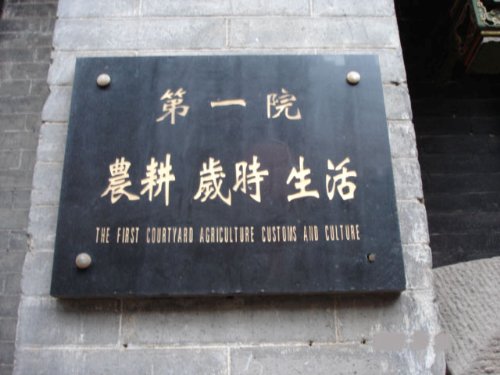 第一院
農耕 歲時 生活
THE FIRST COURTYARD AGRICULTURE CUSTOMS AND CULTURE